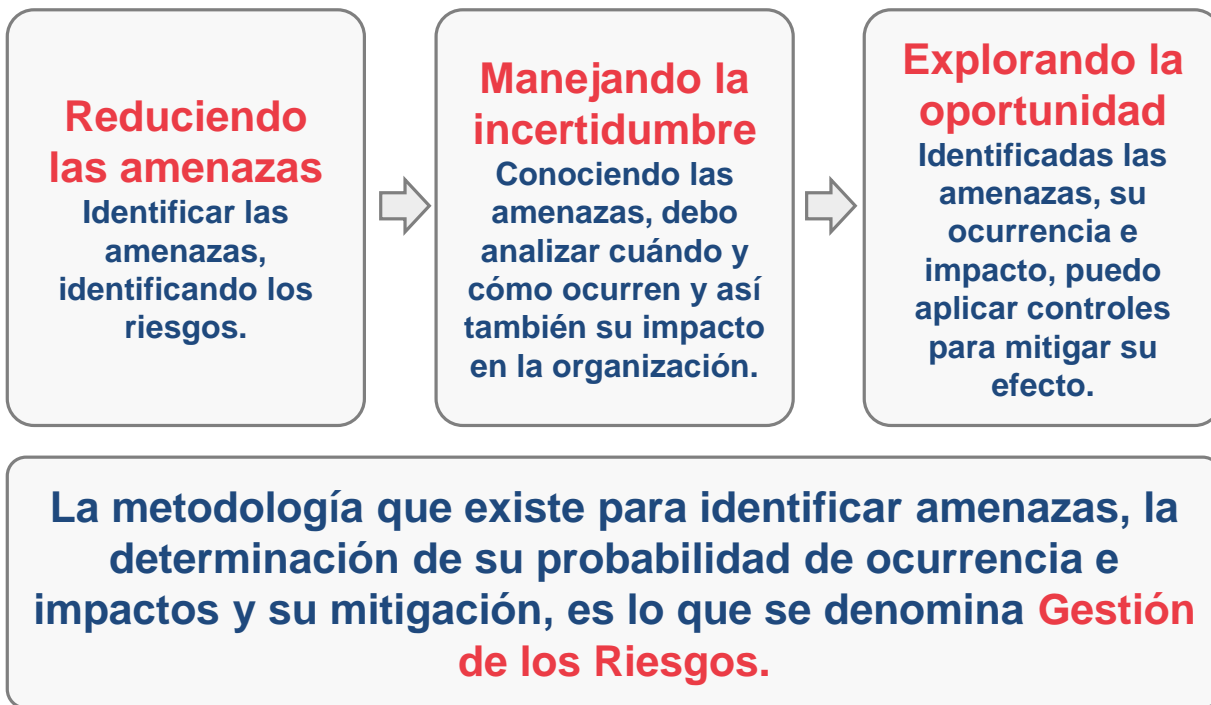 Reduciendo
las amenazas
Identificar las
amenazas,
identificando los
riesgos.
Manejando la
incertidumbre
Conociendo las
amenazas, debo
analizar cuándo y
cómo ocurren y así
también su impacto
en la organización.
Explorando la
oportunidad
Identificadas las
amenazas, su
ocurrencia e
impacto, puedo
aplicar controles
para mitigar su
efecto.
La metodología que existe para identificar amenazas, la
determinación de su probabilidad de ocurrencia e
impactos y su mitigación, es lo que se denomina Gestión
de los Riesgos.